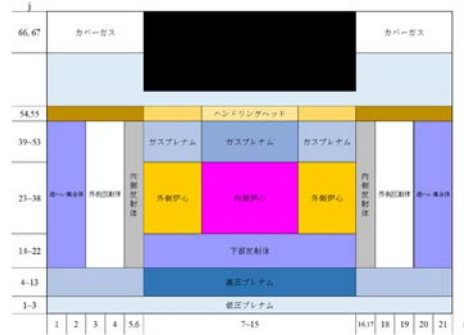 j
66, 67
カバーガス
カバーガス
54,55
ハンドリングヘッド
39~53
ガスプレナム
ガスプレナム
ガスプレナム
23~38
外側反射体
内側反射体
外側炉心
内側炉心
外側炉心
内側反射体
外側反射体
14~22
下部反射体
4~13
高圧プレナム
1~3
低圧プレナム
1
2
3
4
5,6
7~15
16,17
18
19
20
21